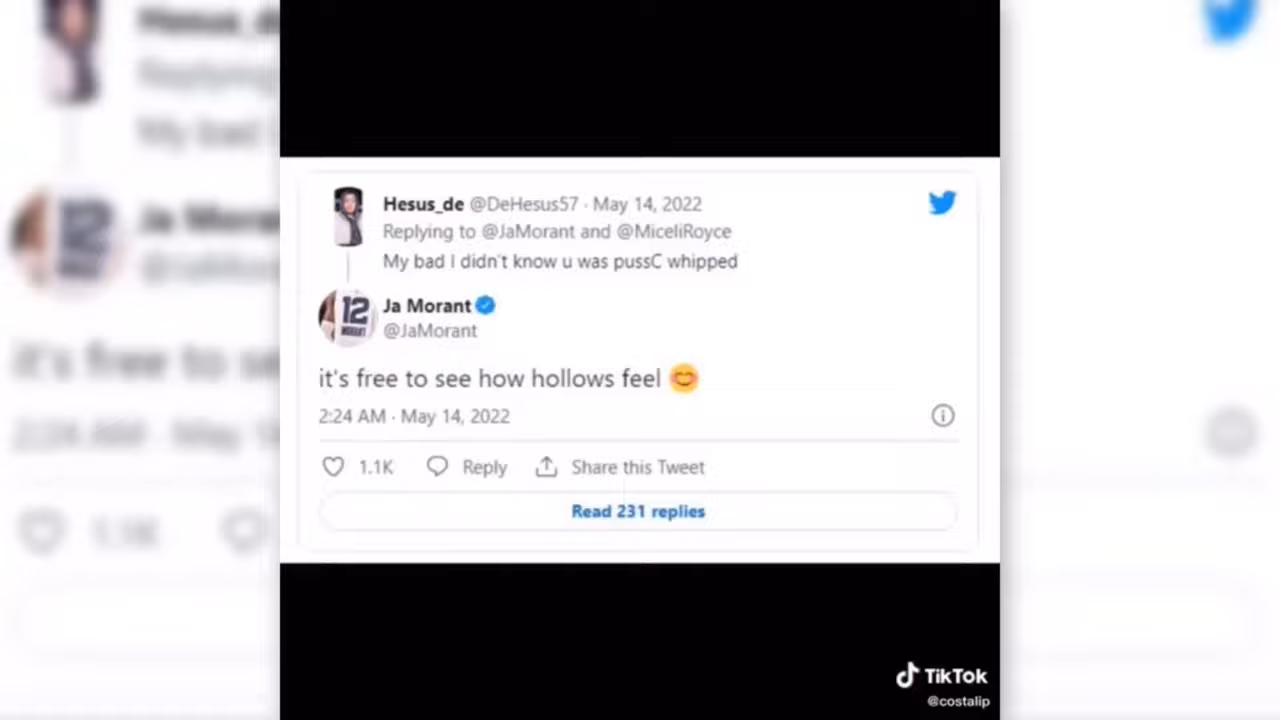 Hesus_de @DeHesus57 · May 14, 2022
Replying to @JaMorant and @MiceliRoyce
My bad I didn't know u was pussC whipped
12
MORANT
Ja Morant
@JaMorant
it's free to see how hollows feel 😊
2:24 AM · May 14, 2022
1.1K Reply Share this Tweet
Read 231 replies
TikTok
@costalip